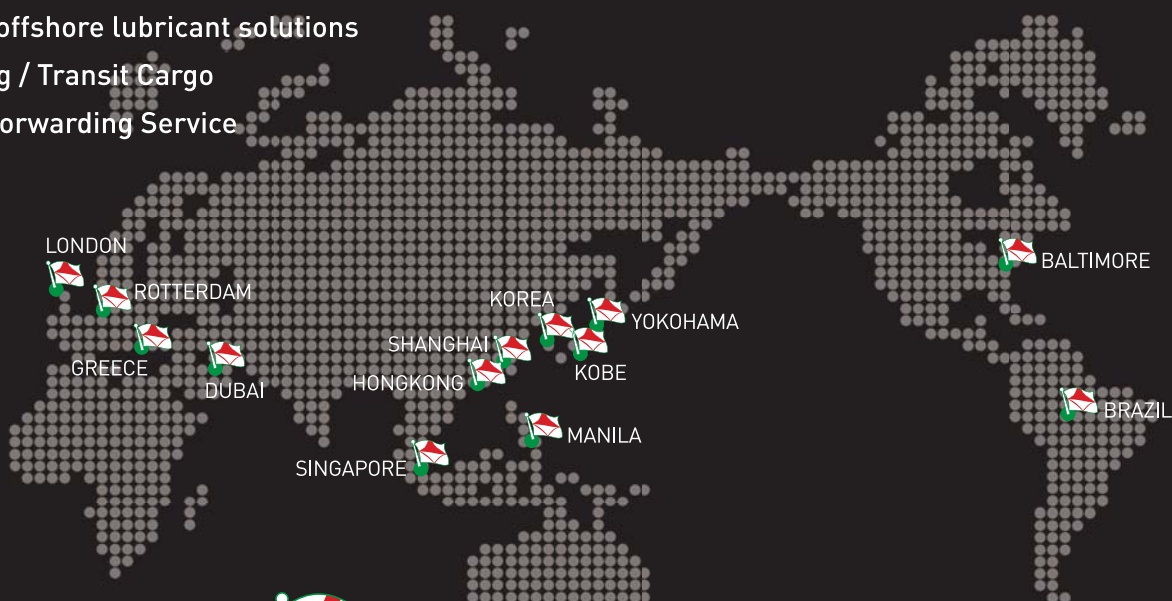 offshore lubricant solutions
g / Transit Cargo
orwarding Service
LONDON
ROTTERDAM
GREECE
DUBAI
KOREA
YOKOHAMA
SHANGHAI
KOBE
HONGKONG
MANILA
SINGAPORE
BALTIMORE
BRAZIL